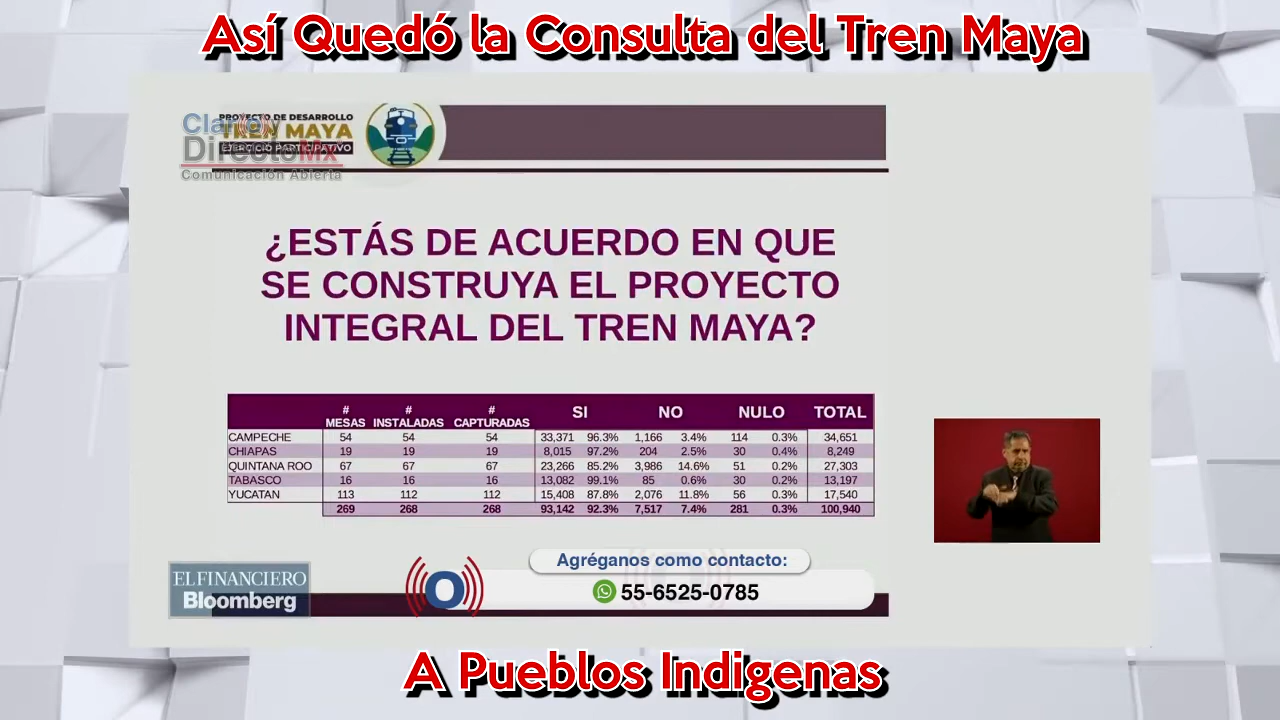 Así Quedó la Consulta del Tren Maya
PROYECTO DE DESARROLLO
TREN MAYA
EJERCICIO PARTICIPATIVO
Claro y
DirectoMx
Comunicación Abierta
¿ESTÁS DE ACUERDO EN QUE
SE CONSTRUYA EL PROYECTO
INTEGRAL DEL TREN MAYA?
# MESAS # INSTALADAS # CAPTURADAS SI NO NULO TOTAL
CAMPECHE 54 54 54 33,371 96.3% 1,166 3.4% 114 0.3% 34,651
CHIAPAS 19 19 19 8,015 97.2% 204 2.5% 30 0.4% 8,249
QUINTANA ROO 67 67 67 23,266 85.2% 3,986 14.6% 51 0.2% 27,303
TABASCO 16 16 16 13,082 99.1% 85 0.6% 30 0.2% 13,197
YUCATAN 113 112 112 15,408 87.8% 2,076 11.8% 56 0.3% 17,540
269 268 268 93,142 92.3% 7,517 7.4% 281 0.3% 100,940
Agréganos como contacto:
55-6525-0785
EL FINANCIERO
Bloomberg
A Pueblos Indigenas